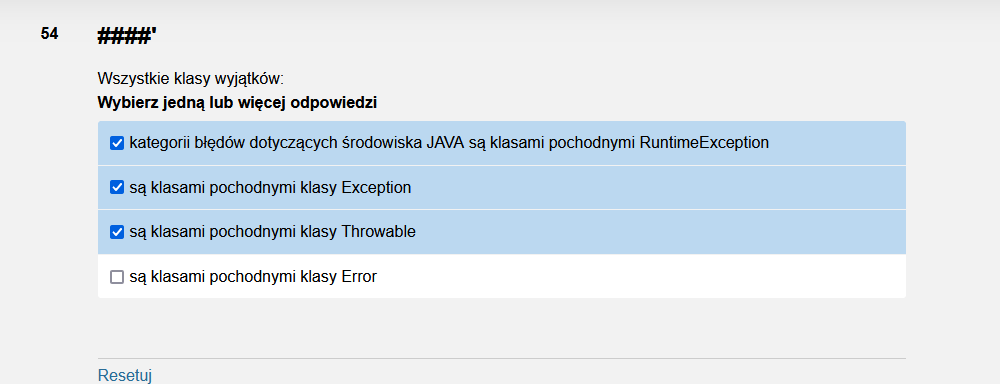 54
####'
Wszystkie klasy wyjątków:
Wybierz jedną lub więcej odpowiedzi
kategorii błędów dotyczących środowiska JAVA są klasami pochodnymi RuntimeException
są klasami pochodnymi klasy Exception
są klasami pochodnymi klasy Throwable
są klasami pochodnymi klasy Error
Resetuj